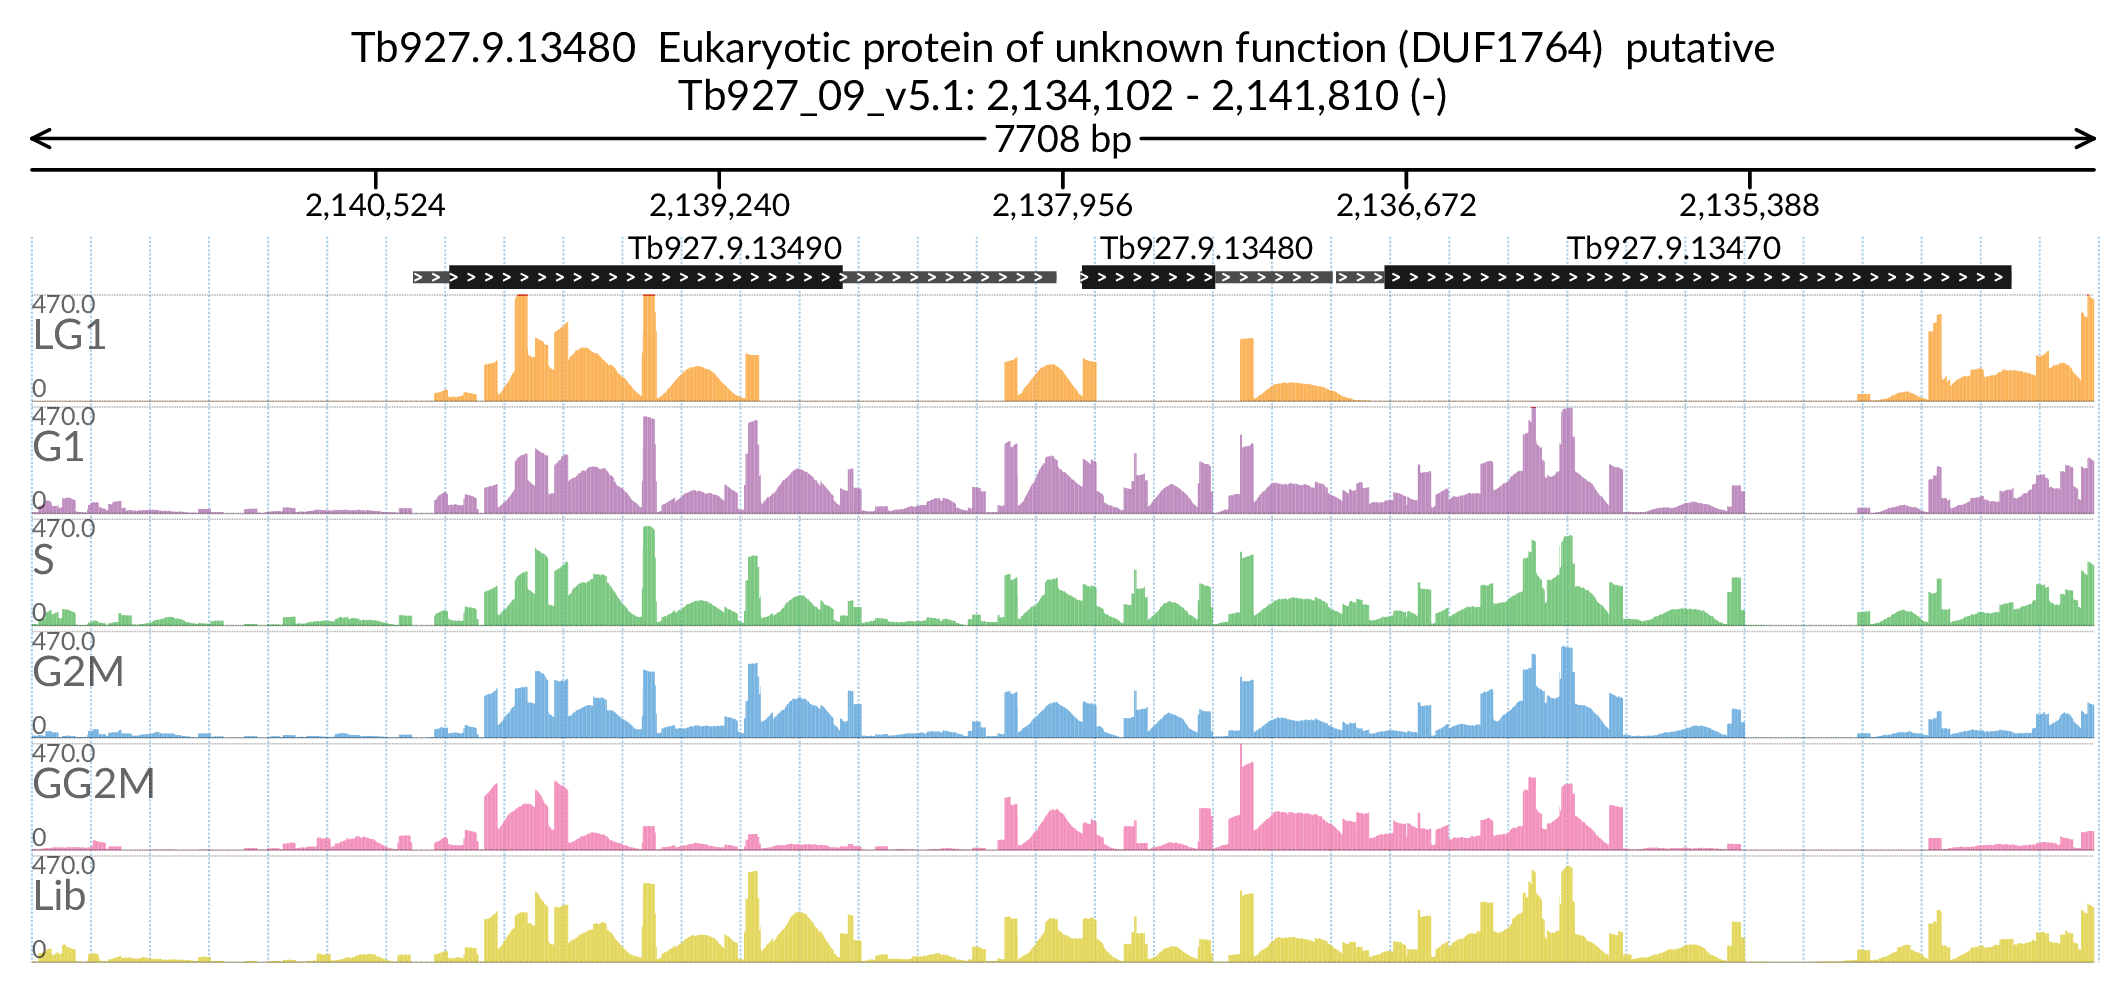 Tb927.9.13480  Eukaryotic protein of unknown function (DUF1764)  putative
Tb927_09_v5.1: 2,134,102 - 2,141,810 (-)
7708 bp
2,140,524 2,139,240 2,137,956 2,136,672 2,135,388
Tb927.9.13490 Tb927.9.13480 Tb927.9.13470
470.0
LG1
0
470.0
G1
0
470.0
S
0
470.0
G2M
0
470.0
GG2M
0
470.0
Lib
0